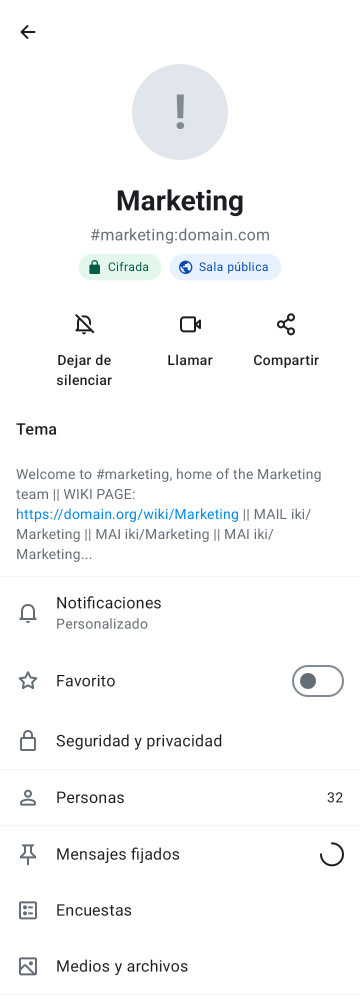 !
Marketing
#marketing:domain.com
Cifrada
Sala pública
Dejar de
silenciar
Llamar
Compartir
Tema
Welcome to #marketing, home of the Marketing
team || WIKI PAGE:
https://domain.org/wiki/Marketing || MAIL iki/
Marketing || MAI iki/Marketing || MAI iki/
Marketing...
Notificaciones
Personalizado
Favorito
Seguridad y privacidad
Personas
32
Mensajes fijados
Encuestas
Medios y archivos